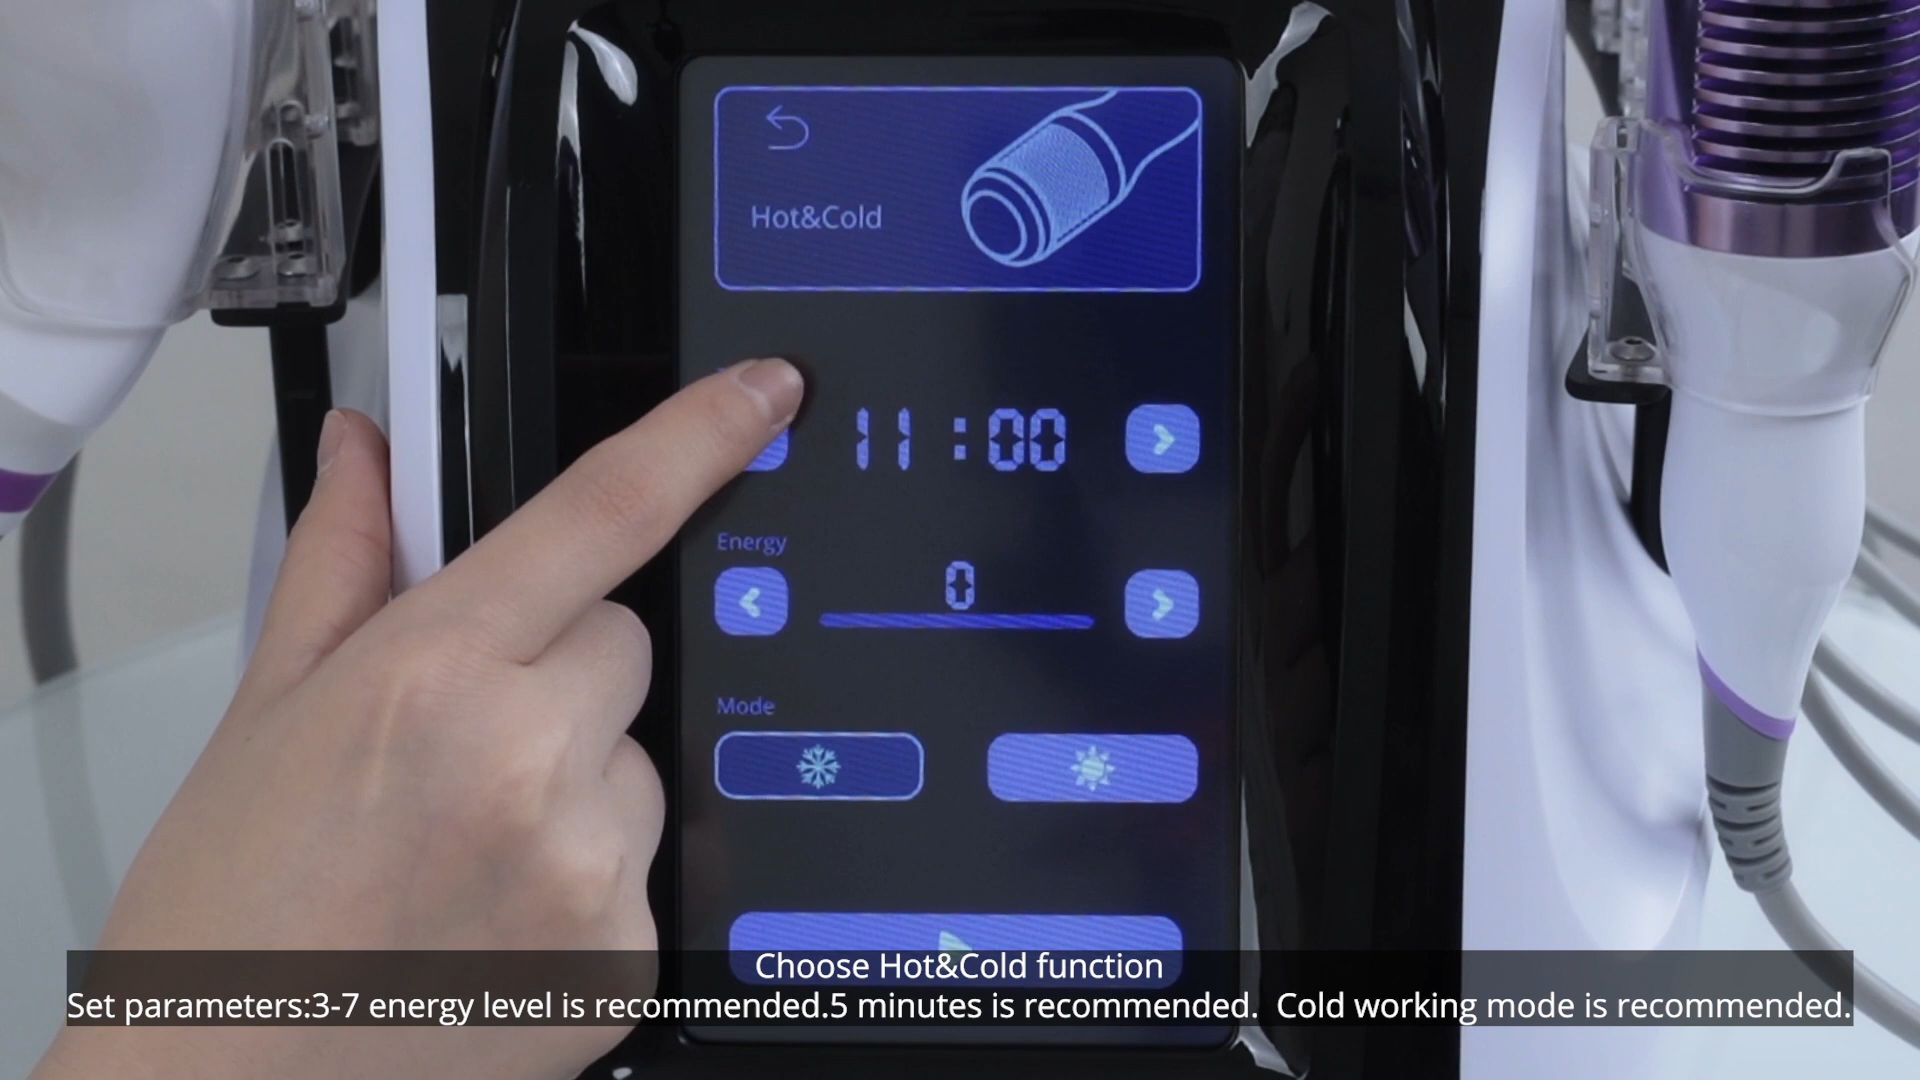 Hot&Cold
11:00
Energy
0
Mode
Choose Hot&Cold function
Set parameters:3-7 energy level is recommended.5 minutes is recommended.  Cold working mode is recommended.